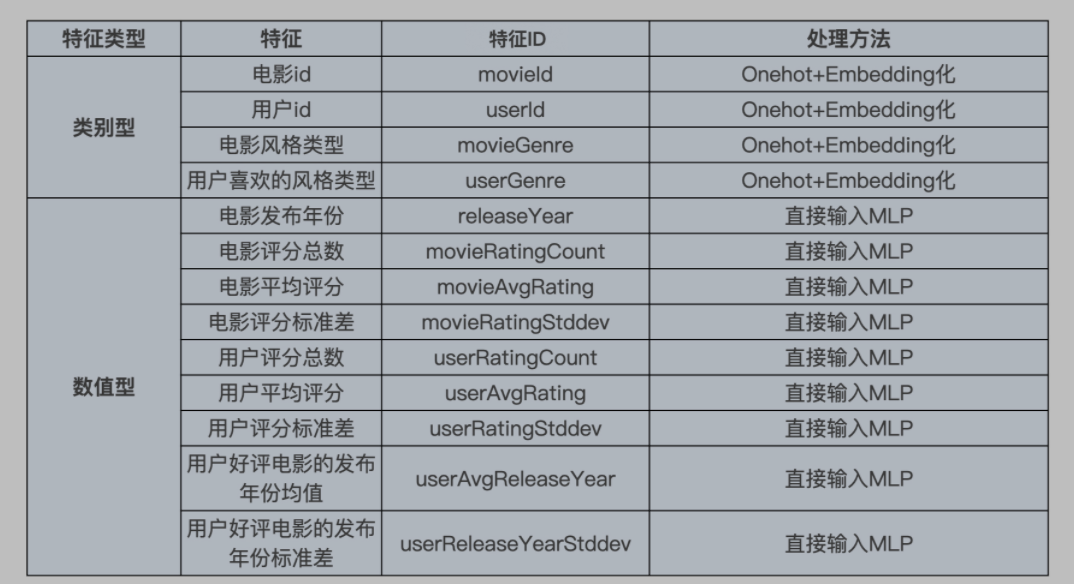 特征类型 特征 特征ID 处理方法
类别型
电影id movieId Onehot+Embedding化
用户id userId Onehot+Embedding化
电影风格类型 movieGenre Onehot+Embedding化
用户喜欢的风格类型 userGenre Onehot+Embedding化
数值型
电影发布年份 releaseYear 直接输入MLP
电影评分总数 movieRatingCount 直接输入MLP
电影平均评分 movieAvgRating 直接输入MLP
电影评分标准差 movieRatingStddev 直接输入MLP
用户评分总数 userRatingCount 直接输入MLP
用户平均评分 userAvgRating 直接输入MLP
用户评分标准差 userRatingStddev 直接输入MLP
用户好评电影的发布
年份均值 userAvgReleaseYear 直接输入MLP
用户好评电影的发布
年份标准差 userReleaseYearStddev 直接输入MLP